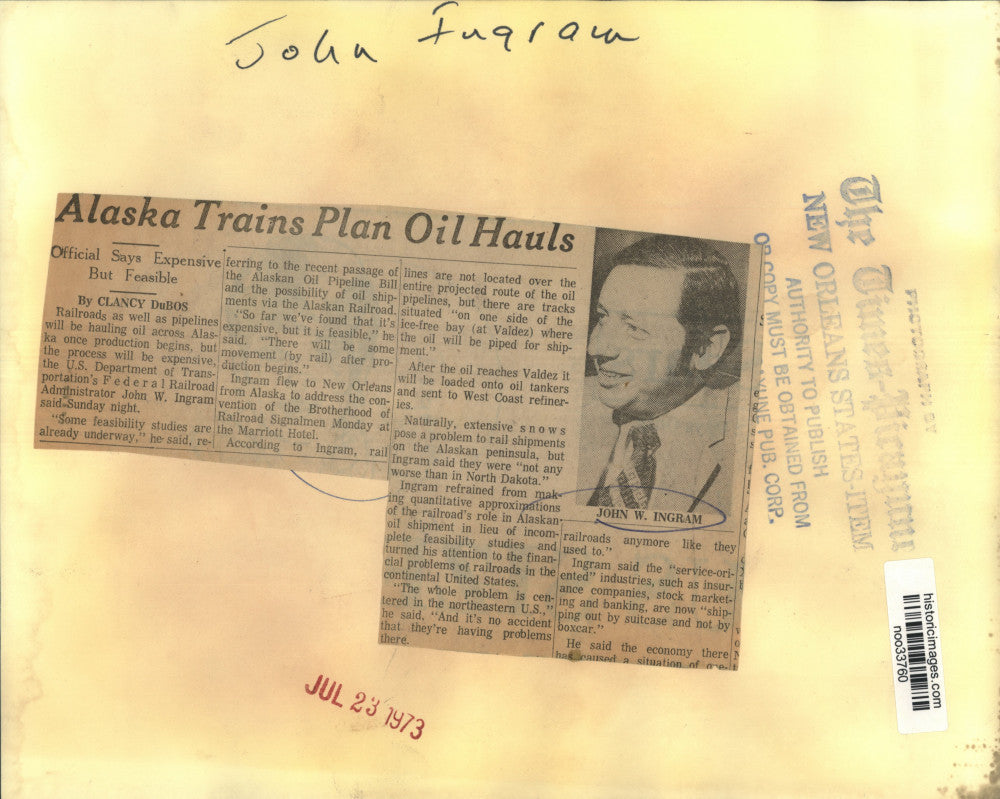 John Ingram
Alaska Trains Plan Oil Hauls
Official Says Expensive
But Feasible
By CLANCY DuBOS
Railroads as well as pipelines
will be hauling oil across Alas-
ka once production begins, but
the process will be expensive,
the U.S. Department of Trans-
portation's Federal Railroad
Administrator John W. Ingram
said Sunday night.
"Some feasibility studies are
already underway," he said, re-
ferring to the recent passage of
the Alaskan Oil Pipeline Bill
and the possibility of oil ship-
ments via the Alaskan Railroad.
"So far we've found that it's
expensive, but it is feasible," he
said. "There will be some
movement (by rail) after pro-
duction begins."
Ingram flew to New Orleans
from Alaska to address the con-
vention of the Brotherhood of
Railroad Signalmen Monday at
the Marriott Hotel.
According to Ingram, rail
lines are not located over the
entire projected route of the oil
pipelines, but there are tracks
situated "on one side of the
ice-free bay (at Valdez) where
the oil will be piped for ship-
ment."
After the oil reaches Valdez it
will be loaded onto oil tankers
and sent to West Coast refiner-
ies.
Naturally, extensive snows
pose a problem to rail shipments
on the Alaskan peninsula, but
Ingram said they were "not any
worse than in North Dakota."
Ingram refrained from mak-
ing quantitative approximations
of the railroad's role in Alaskan
oil shipment in lieu of incom-
plete feasibility studies and
turned his attention to the finan-
cial problems of railroads in the
continental United States.
"The whole problem is cen-
tered in the northeastern U.S.,"
he said, "And it's no accident
that they're having problems
there.
JOHN W. INGRAM
railroads anymore like they
used to."
Ingram said the "service-ori-
ented" industries, such as insur-
ance companies, stock market-
ing and banking, are now "ship-
ping out by suitcase and not by
boxcar."
He said the economy there
has caused a situation of one-
JUL 23 1973
PHOTOGRAPH BY
The Times-Picayune
NEW ORLEANS STATES-ITEM
AUTHORITY TO PUBLISH
OR COPY MUST BE OBTAINED FROM
PUB. CORP.
historicimages.com
noo33760